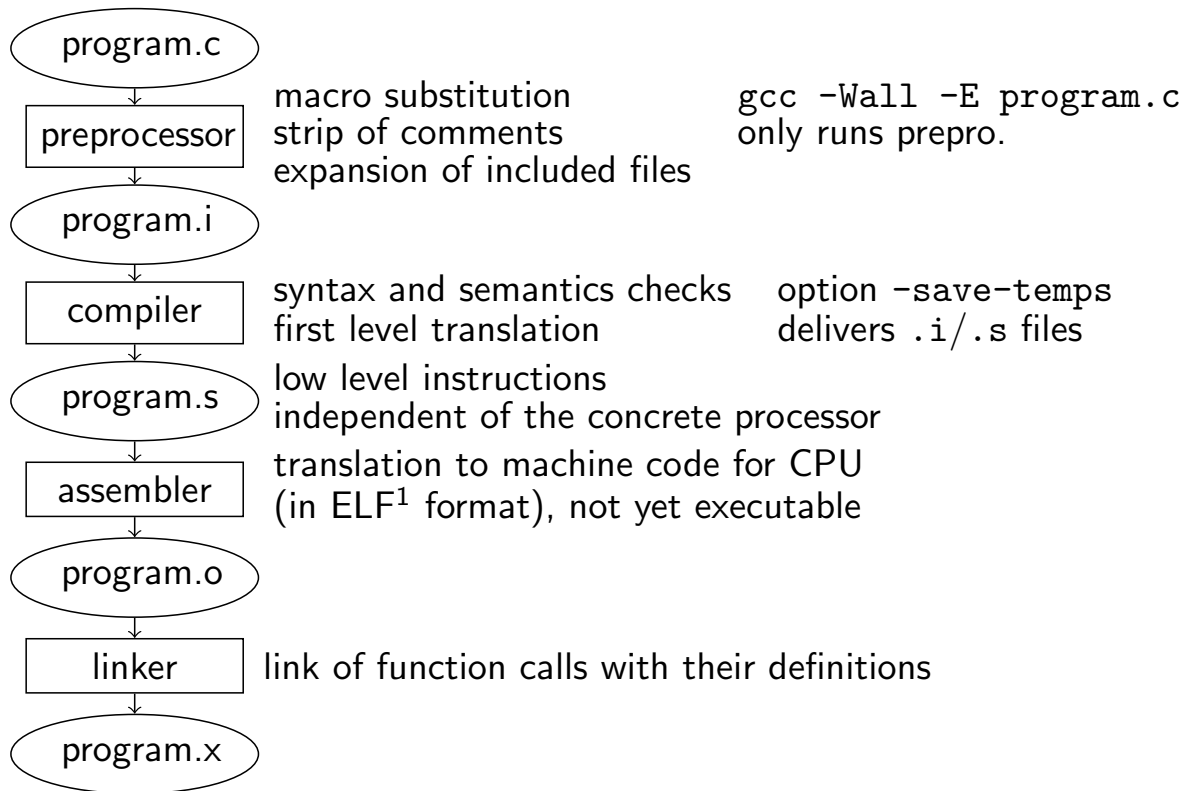 program.c
preprocessor
macro substitution
strip of comments
expansion of included files
gcc -Wall -E program.c
only runs prepro.
program.i
compiler
syntax and semantics checks
first level translation
option -save-temps
delivers .i/.s files
program.s
low level instructions
independent of the concrete processor
assembler
translation to machine code for CPU
(in ELF¹ format), not yet executable
program.o
linker
link of function calls with their definitions
program.x